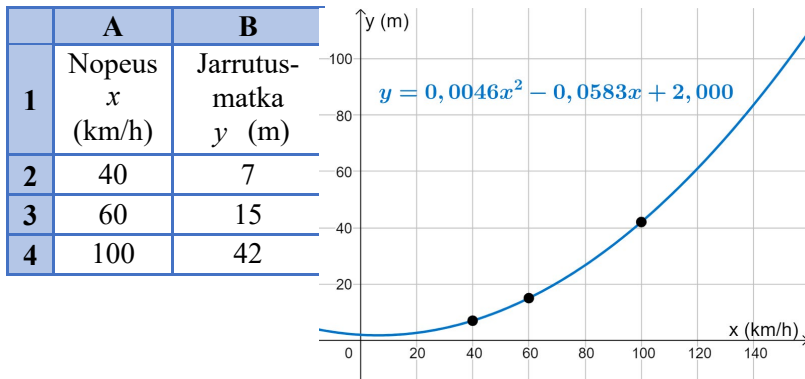 A B
1 Nopeus Jarrutus-
x matka
(km/h) y (m)
2 40 7
3 60 15
4 100 42
y (m)
y = 0,0046x² − 0,0583x + 2,000
100
80
60
40
20
x (km/h)
0 20 40 60 80 100 120 140